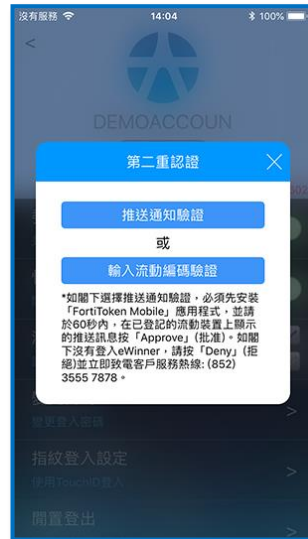 沒有服務 14:04 100%
<
DEMOACCOUN
第二重認證
推送通知驗證
或
輸入流動編碼驗證
*如閣下選擇推送通知驗證，必須先安裝
「FortiToken Mobile」應用程式，並請
於60秒內，在已登記的流動裝置上顯示
的推送訊息按「Approve」(批准)。如閣
下沒有登入eWinner，請按「Deny」(拒
絕)並立即致電客戶服務熱線: (852)
3555 7878。
變更登入密碼
>
指紋登入設定
使用TouchID登入
>
閒置登出
>